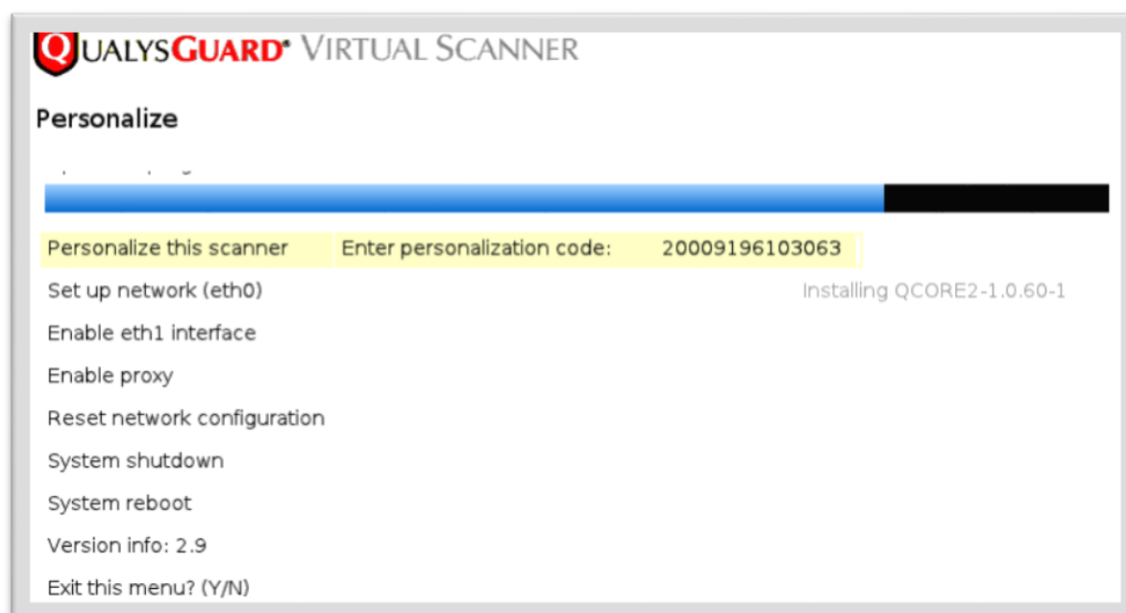 QUALYSGUARD® VIRTUAL SCANNER
Personalize
Personalize this scanner Enter personalization code: 20009196103063
Set up network (eth0) Installing QCORE2-1.0.60-1
Enable eth1 interface
Enable proxy
Reset network configuration
System shutdown
System reboot
Version info: 2.9
Exit this menu? (Y/N)